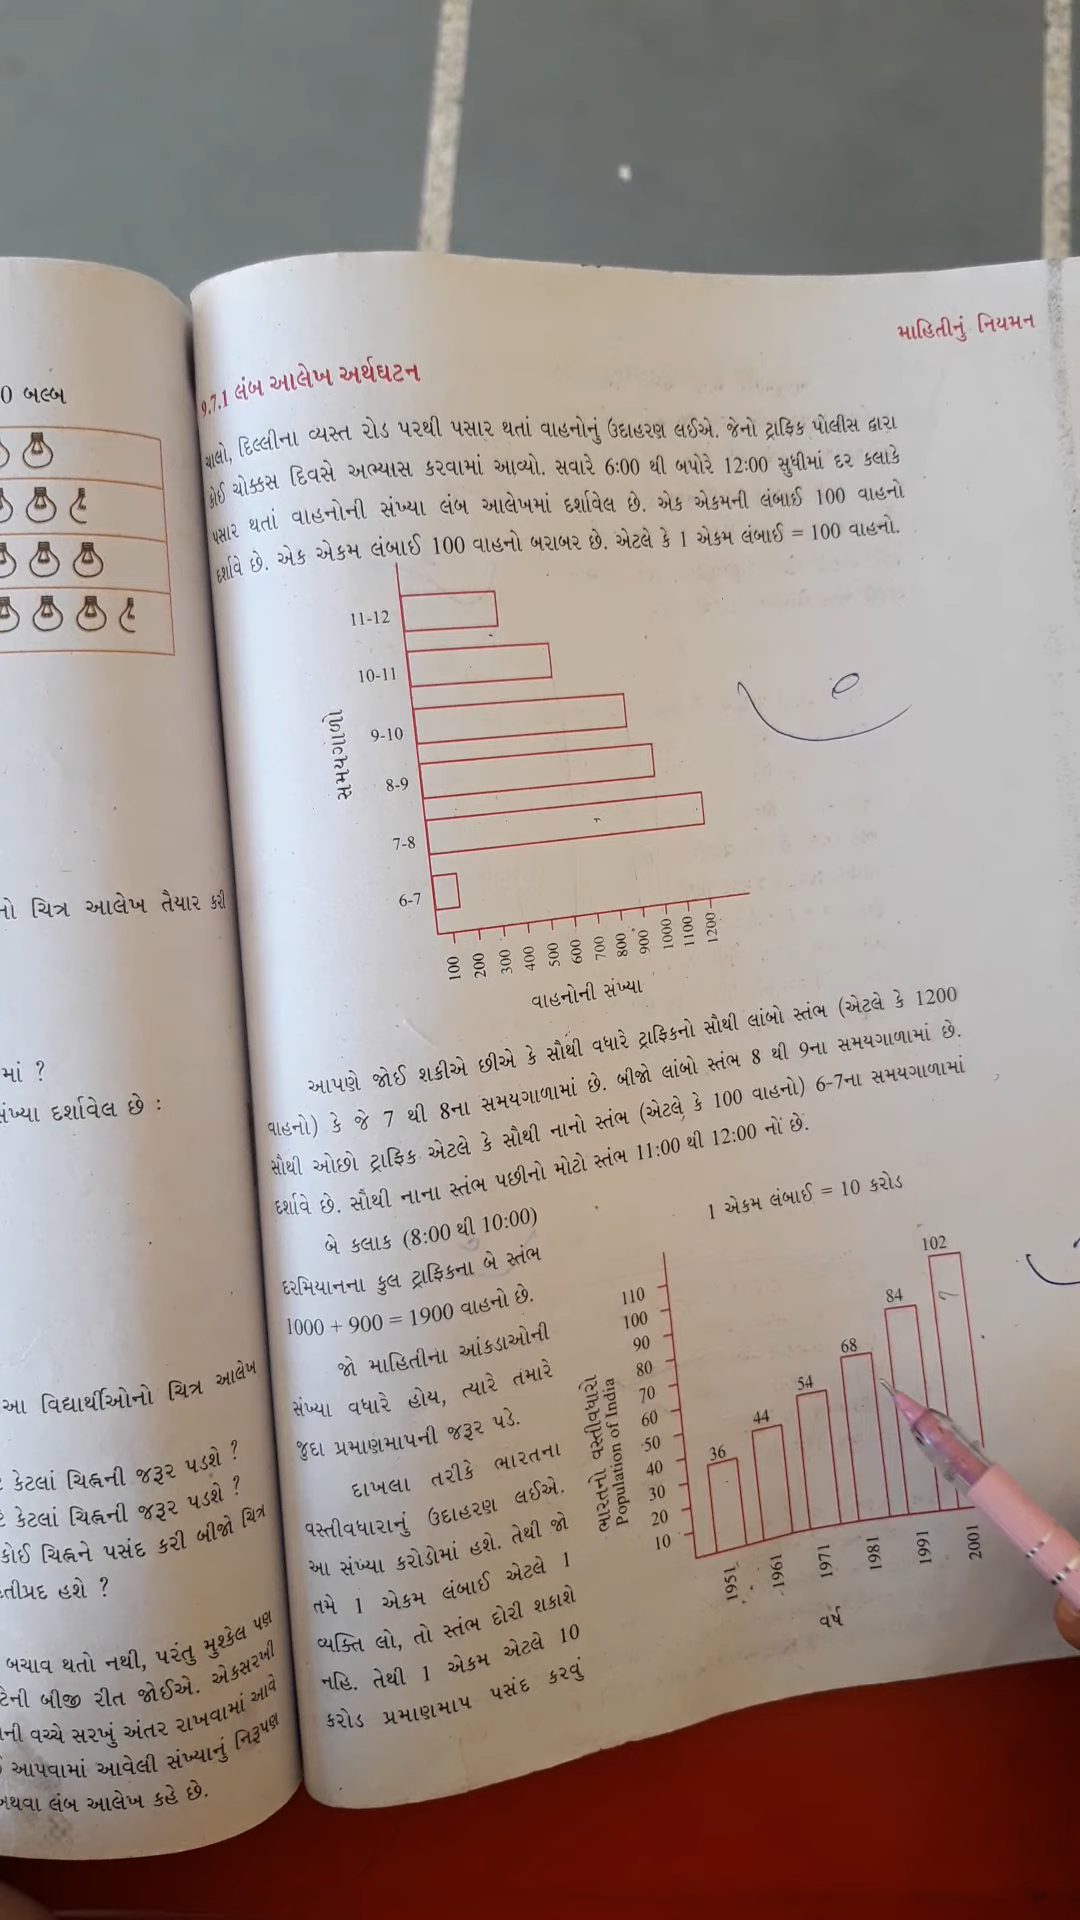 0 બલ્બ
નો ચિત્ર આલેખ તૈયાર કરી
માં ?
સંખ્યા દર્શાવેલ છે :
આ વિદ્યાર્થીઓનો ચિત્ર આલેખ
કેટલાં ચિહ્નની જરૂર પડશે ?
કેટલાં ચિહ્નની જરૂર પડશે ?
કોઈ ચિહ્નને પસંદ કરી બીજો ચિત્ર
હશે ?
બચાવ થતો નથી, પરંતુ મુશ્કેલ પણ
બીજી રીત જોઈએ. એકસરખી
વચ્ચે સરખું અંતર રાખવામાં આવે
આપવામાં આવેલી સંખ્યાનું નિરૂપણ
અથવા લંબ આલેખ કહે છે.
માહિતીનું નિયમન
9.7.1 લંબ આલેખ અર્થઘટન
ચાલો, દિલ્લીના વ્યસ્ત રોડ પરથી પસાર થતાં વાહનોનું ઉદાહરણ લઈએ. જેનો ટ્રાફિક પોલીસ દ્વારા
કોઈ ચોક્કસ દિવસે અભ્યાસ કરવામાં આવ્યો. સવારે 6:00 થી બપોરે 12:00 સુધીમાં દર કલાકે
પસાર થતાં વાહનોની સંખ્યા લંબ આલેખમાં દર્શાવેલ છે. એક એકમની લંબાઈ 100 વાહનો
દર્શાવે છે. એક એકમ લંબાઈ 100 વાહનો બરાબર છે. એટલે કે 1 એકમ લંબાઈ = 100 વાહનો.
11-12
10-11
9-10
8-9
7-8
6-7
સમયગાળો
100 200 300 400 500 600 700 800 900 1000 1100 1200
વાહનોની સંખ્યા
આપણે જોઈ શકીએ છીએ કે સૌથી વધારે ટ્રાફિકનો સૌથી લાંબો સ્તંભ (એટલે કે 1200
વાહનો) કે જે 7 થી 8ના સમયગાળામાં છે. બીજો લાંબો સ્તંભ 8 થી 9ના સમયગાળામાં છે.
સૌથી ઓછો ટ્રાફિક એટલે કે સૌથી નાનો સ્તંભ (એટલે કે 100 વાહનો) 6-7ના સમયગાળામાં
દર્શાવે છે. સૌથી નાના સ્તંભ પછીનો મોટો સ્તંભ 11:00 થી 12:00 નોં છે.
બે કલાક (8:00 થી 10:00)
દરમિયાનના કુલ ટ્રાફિકના બે સ્તંભ
1000 + 900 = 1900 વાહનો છે.
જો માહિતીના આંકડાઓની
સંખ્યા વધારે હોય, ત્યારે તમારે
જુદા પ્રમાણમાપની જરૂર પડે.
દાખલા તરીકે ભારતના
વસ્તીવધારાનું ઉદાહરણ લઈએ.
આ સંખ્યા કરોડોમાં હશે. તેથી જો
તમે 1 એકમ લંબાઈ એટલે 1
વ્યક્તિ લો, તો સ્તંભ દોરી શકાશે
નહિ. તેથી 1 એકમ એટલે 10
કરોડ પ્રમાણમાપ પસંદ કરવું
1 એકમ લંબાઈ = 10 કરોડ
110
100
90
80
70
60
50
40
30
20
10
ભારતનો વસ્તીવધારો
Population of India
36 44 54 68 84 102
1951 1961 1971 1981 1991 2001
વર્ષ